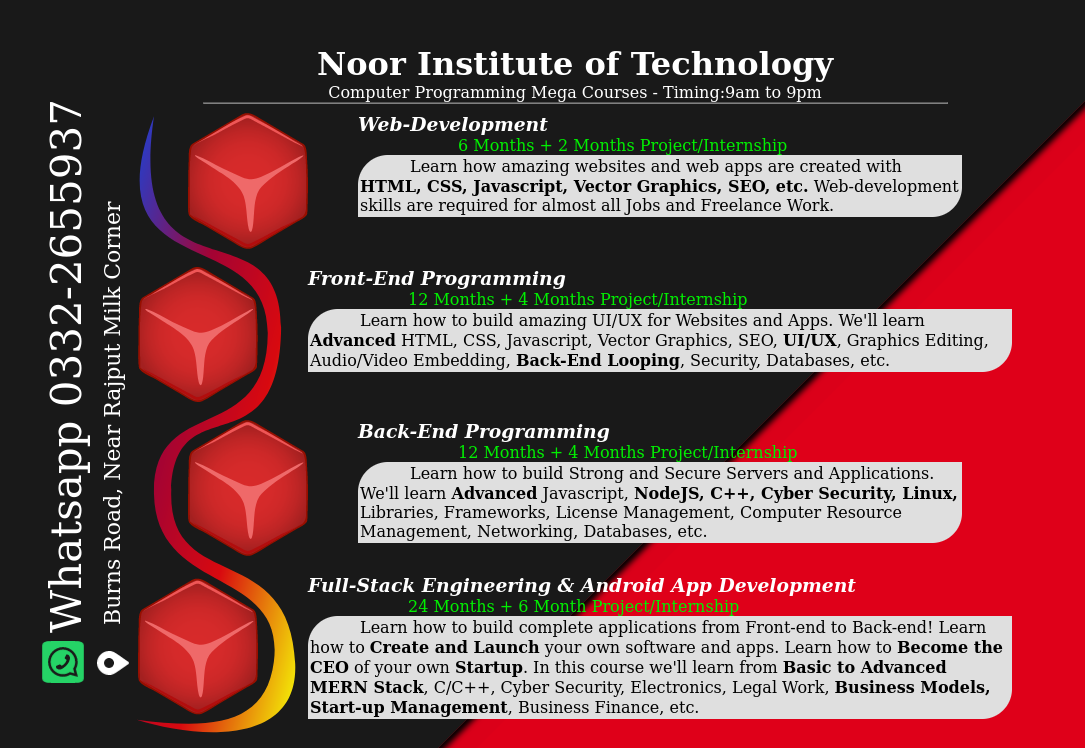 Noor Institute of Technology
Computer Programming Mega Courses - Timing:9am to 9pm
Whatsapp 0332-2655937
Burns Road, Near Rajput Milk Corner
Web-Development
6 Months + 2 Months Project/Internship
Learn how amazing websites and web apps are created with
HTML, CSS, Javascript, Vector Graphics, SEO, etc. Web-development
skills are required for almost all Jobs and Freelance Work.
Front-End Programming
12 Months + 4 Months Project/Internship
Learn how to build amazing UI/UX for Websites and Apps. We'll learn
Advanced HTML, CSS, Javascript, Vector Graphics, SEO, UI/UX, Graphics Editing,
Audio/Video Embedding, Back-End Looping, Security, Databases, etc.
Back-End Programming
12 Months + 4 Months Project/Internship
Learn how to build Strong and Secure Servers and Applications.
We'll learn Advanced Javascript, NodeJS, C++, Cyber Security, Linux,
Libraries, Frameworks, License Management, Computer Resource
Management, Networking, Databases, etc.
Full-Stack Engineering & Android App Development
24 Months + 6 Month Project/Internship
Learn how to build complete applications from Front-end to Back-end! Learn
how to Create and Launch your own software and apps. Learn how to Become the
CEO of your own Startup. In this course we'll learn from Basic to Advanced
MERN Stack, C/C++, Cyber Security, Electronics, Legal Work, Business Models,
Start-up Management, Business Finance, etc.